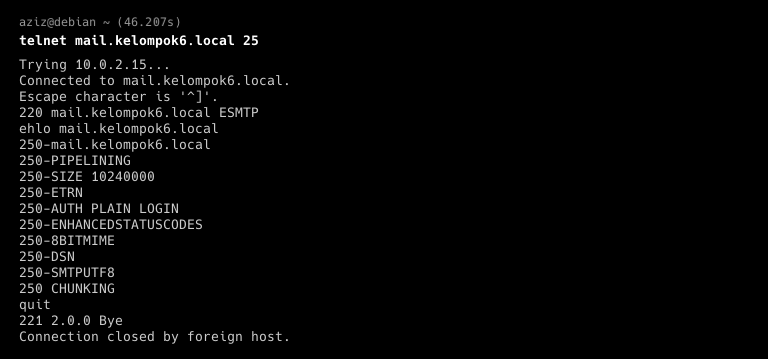 aziz@debian ~ (46.207s)
telnet mail.kelompok6.local 25
Trying 10.0.2.15...
Connected to mail.kelompok6.local.
Escape character is '^]'.
220 mail.kelompok6.local ESMTP
ehlo mail.kelompok6.local
250-mail.kelompok6.local
250-PIPELINING
250-SIZE 10240000
250-ETRN
250-AUTH PLAIN LOGIN
250-ENHANCEDSTATUSCODES
250-8BITMIME
250-DSN
250-SMTPUTF8
250 CHUNKING
quit
221 2.0.0 Bye
Connection closed by foreign host.